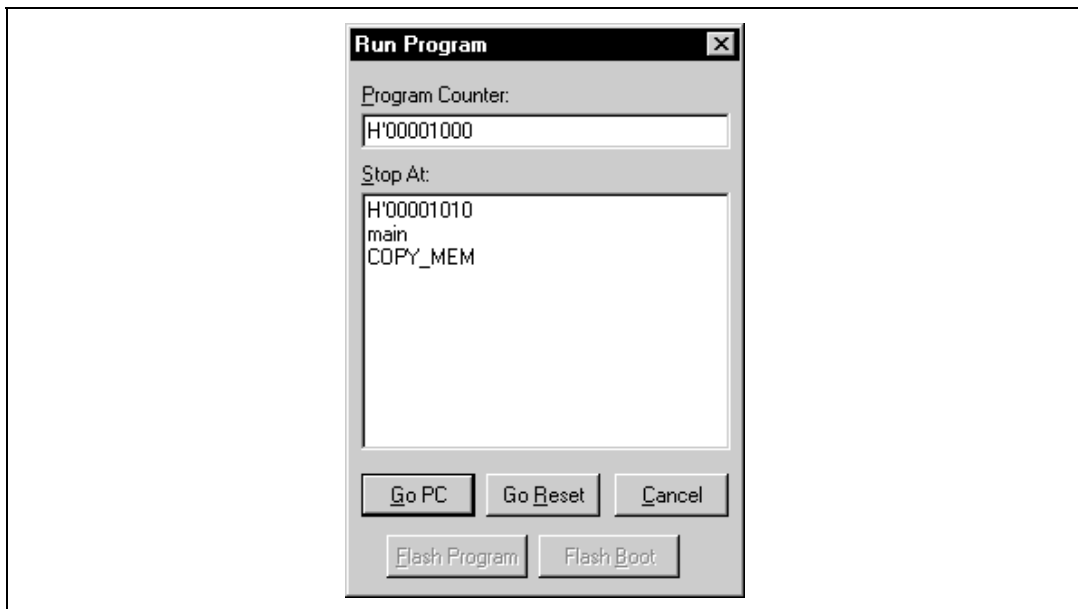 Run Program
Program Counter:
H'00001000
Stop At:
H'00001010
main
COPY_MEM
Go PC Go Reset Cancel
Flash Program Flash Boot